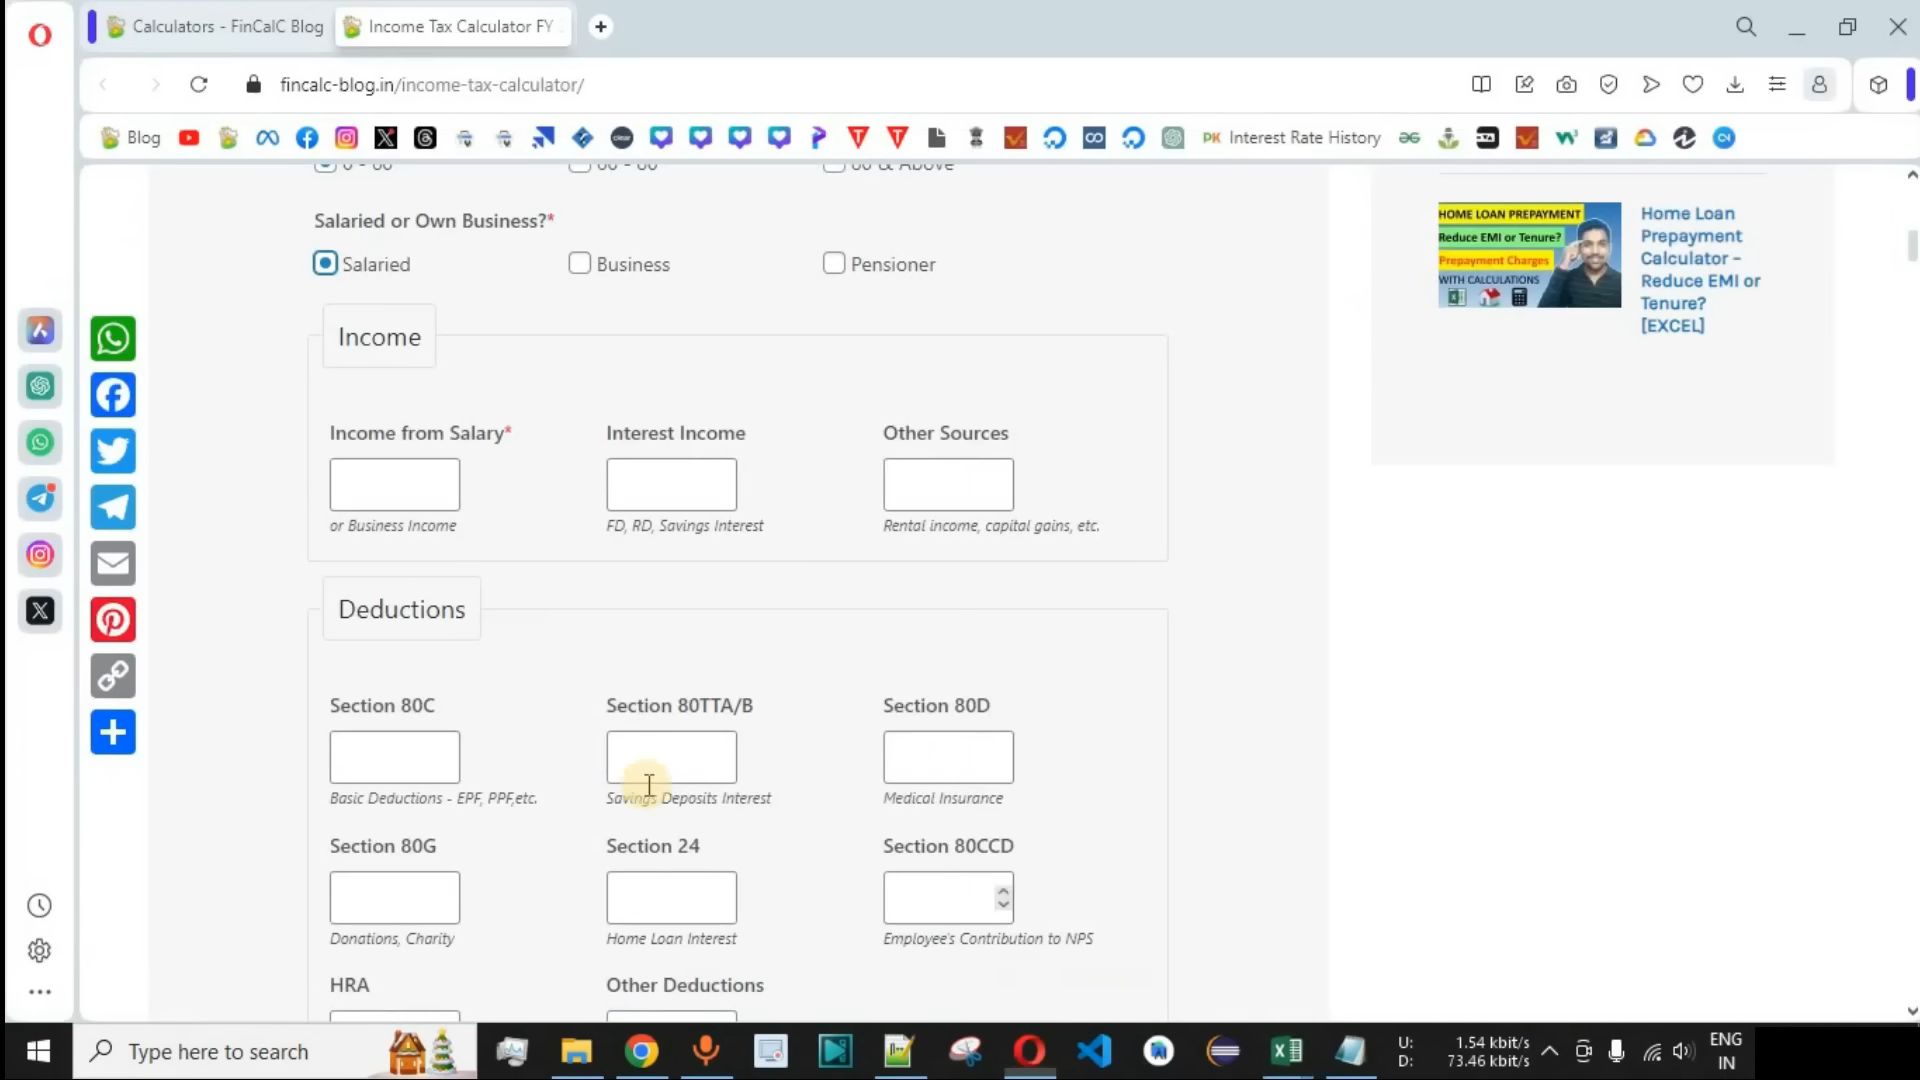 Calculators - FinCalC Blog
Income Tax Calculator FY
fincalc-blog.in/income-tax-calculator/
Blog
PK Interest Rate History
Salaried or Own Business?*
Salaried
Business
Pensioner
Income
Income from Salary*
Interest Income
Other Sources
or Business Income
FD, RD, Savings Interest
Rental income, capital gains, etc.
Deductions
Section 80C
Section 80TTA/B
Section 80D
Basic Deductions - EPF, PPF,etc.
Savings Deposits Interest
Medical Insurance
Section 80G
Section 24
Section 80CCD
Donations, Charity
Home Loan Interest
Employee's Contribution to NPS
HRA
Other Deductions
HOME LOAN PREPAYMENT
Reduce EMI or Tenure?
Prepayment Charges
WITH CALCULATIONS
Home Loan
Prepayment
Calculator –
Reduce EMI or
Tenure?
[EXCEL]
Type here to search
U: 1.54 kbit/s
D: 73.46 kbit/s
ENG
IN